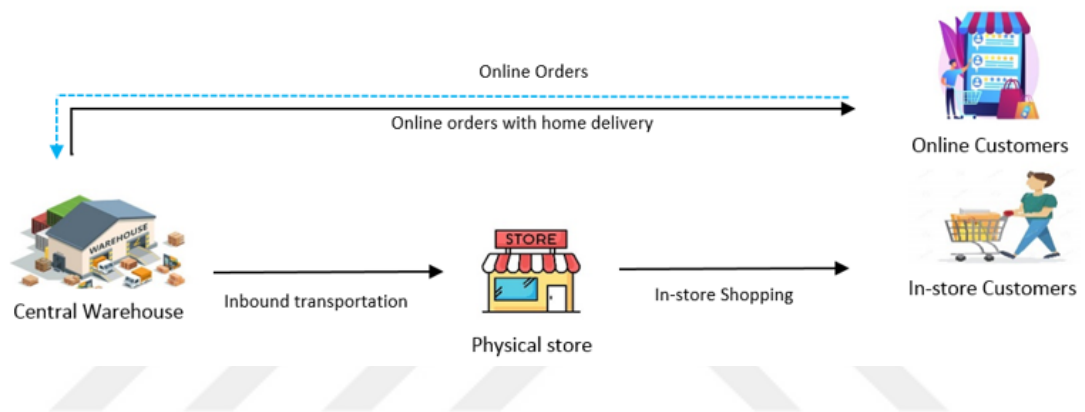 Online Orders
Online orders with home delivery
Online Customers
WAREHOUSE
STORE
Inbound transportation
In-store Shopping
In-store Customers
Central Warehouse
Physical store